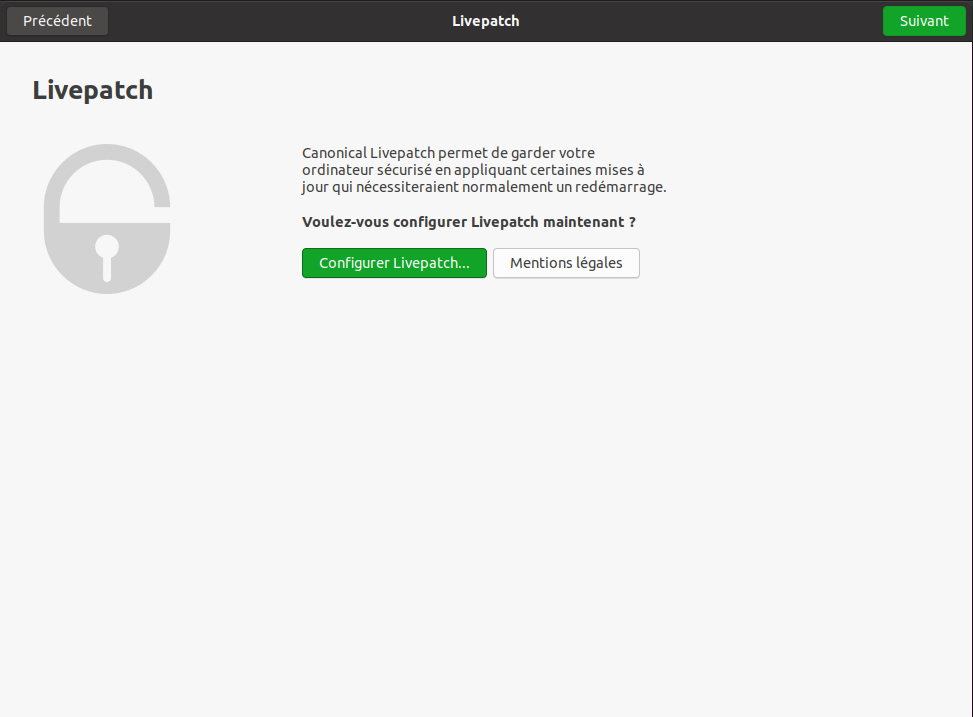 Précédent
Livepatch
Suivant
Livepatch
Canonical Livepatch permet de garder votre
ordinateur sécurisé en appliquant certaines mises à
jour qui nécessiteraient normalement un redémarrage.
Voulez-vous configurer Livepatch maintenant ?
Configurer Livepatch…
Mentions légales